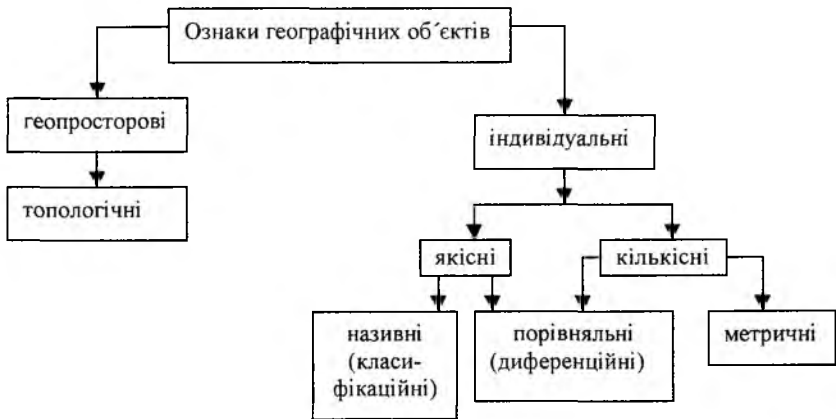 Ознаки географічних об´єктів
геопросторові
індивідуальні
топологічні
якісні
кількісні
називні
(класи-
фікаційні)
порівняльні
(диференційні)
метричні